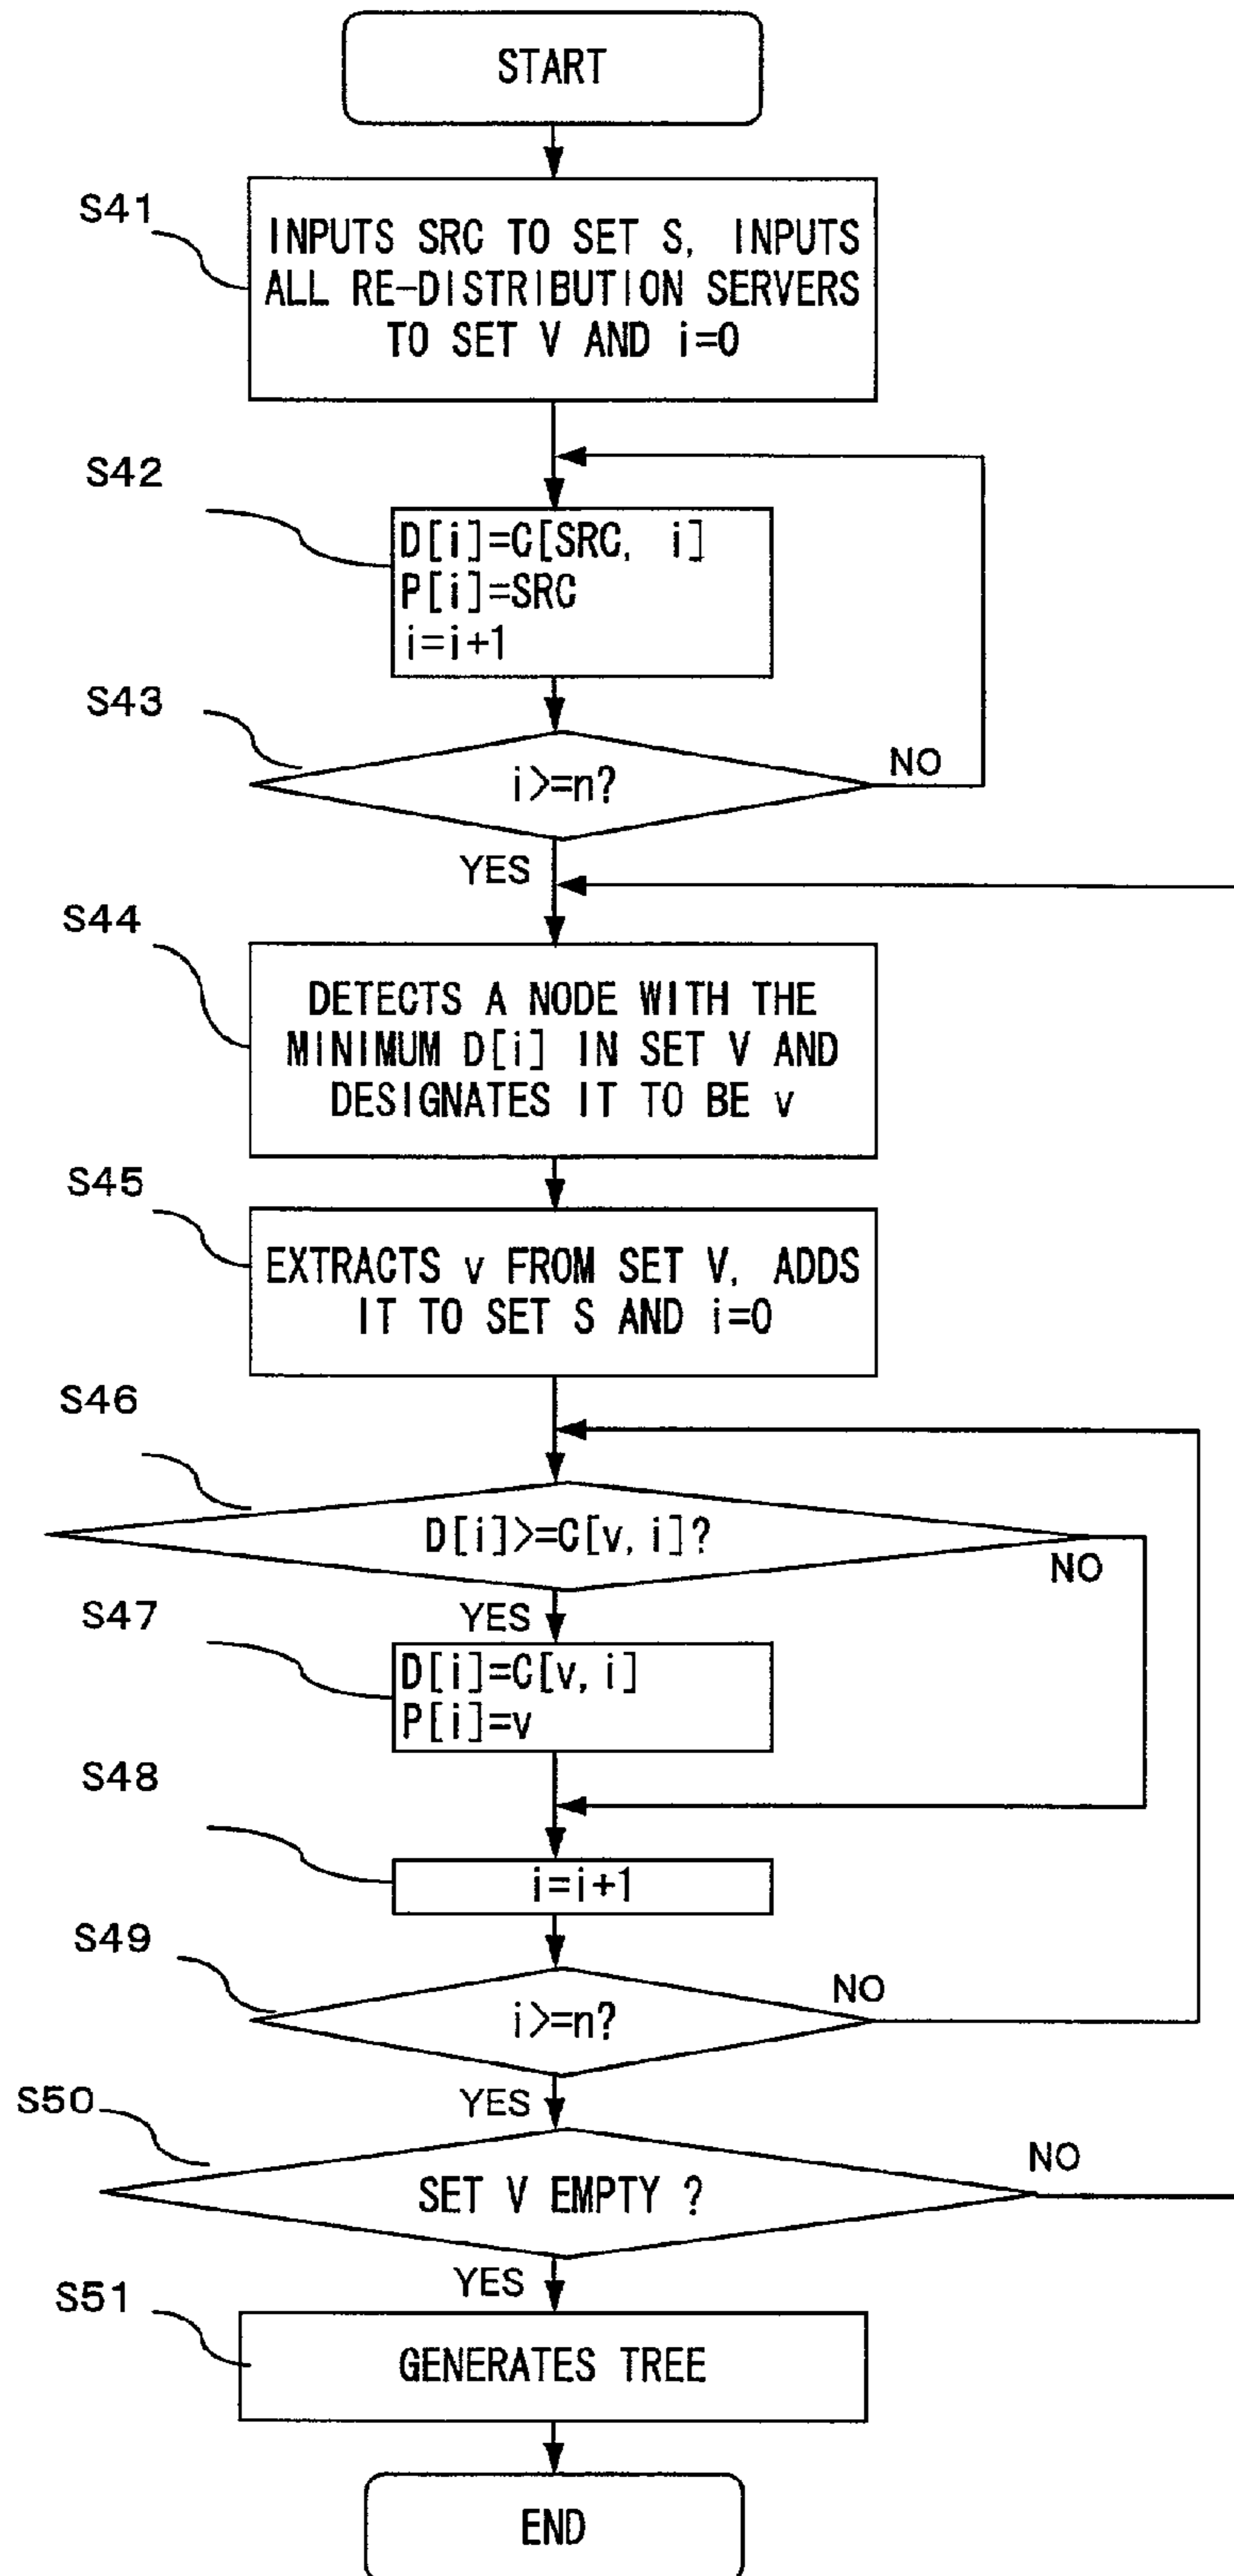 START
S41
INPUTS SRC TO SET S, INPUTS
ALL RE-DISTRIBUTION SERVERS
TO SET V AND i=0
S42
D[i]=C[SRC, i]
P[i]=SRC
i=i+1
S43
i>=n?
NO
YES
S44
DETECTS A NODE WITH THE
MINIMUM D[i] IN SET V AND
DESIGNATES IT TO BE v
S45
EXTRACTS v FROM SET V, ADDS
IT TO SET S AND i=0
S46
D[i]>=C[v, i]?
NO
YES
S47
D[i]=C[v, i]
P[i]=v
S48
i=i+1
S49
i>=n?
NO
YES
S50
SET V EMPTY ?
NO
YES
S51
GENERATES TREE
END